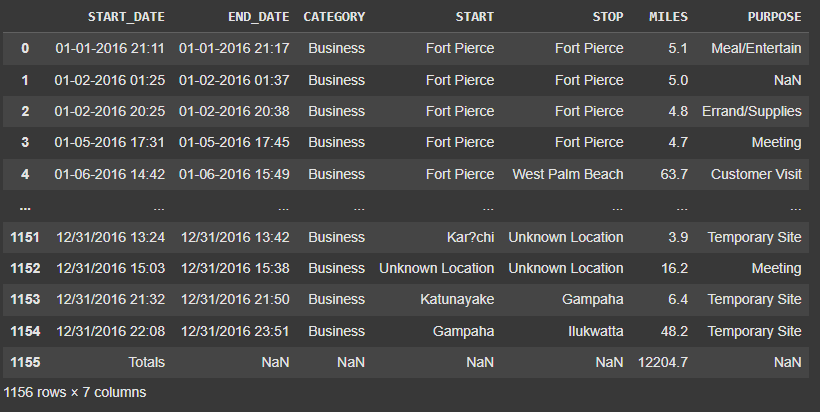 START_DATE END_DATE CATEGORY START STOP MILES PURPOSE
0 01-01-2016 21:11 01-01-2016 21:17 Business Fort Pierce Fort Pierce 5.1 Meal/Entertain
1 01-02-2016 01:25 01-02-2016 01:37 Business Fort Pierce Fort Pierce 5.0 NaN
2 01-02-2016 20:25 01-02-2016 20:38 Business Fort Pierce Fort Pierce 4.8 Errand/Supplies
3 01-05-2016 17:31 01-05-2016 17:45 Business Fort Pierce Fort Pierce 4.7 Meeting
4 01-06-2016 14:42 01-06-2016 15:49 Business Fort Pierce West Palm Beach 63.7 Customer Visit
... ... ... ... ... ... ... ...
1151 12/31/2016 13:24 12/31/2016 13:42 Business Kar?chi Unknown Location 3.9 Temporary Site
1152 12/31/2016 15:03 12/31/2016 15:38 Business Unknown Location Unknown Location 16.2 Meeting
1153 12/31/2016 21:32 12/31/2016 21:50 Business Katunayake Gampaha 6.4 Temporary Site
1154 12/31/2016 22:08 12/31/2016 23:51 Business Gampaha Ilukwatta 48.2 Temporary Site
1155 Totals NaN NaN NaN NaN 12204.7 NaN
1156 rows × 7 columns